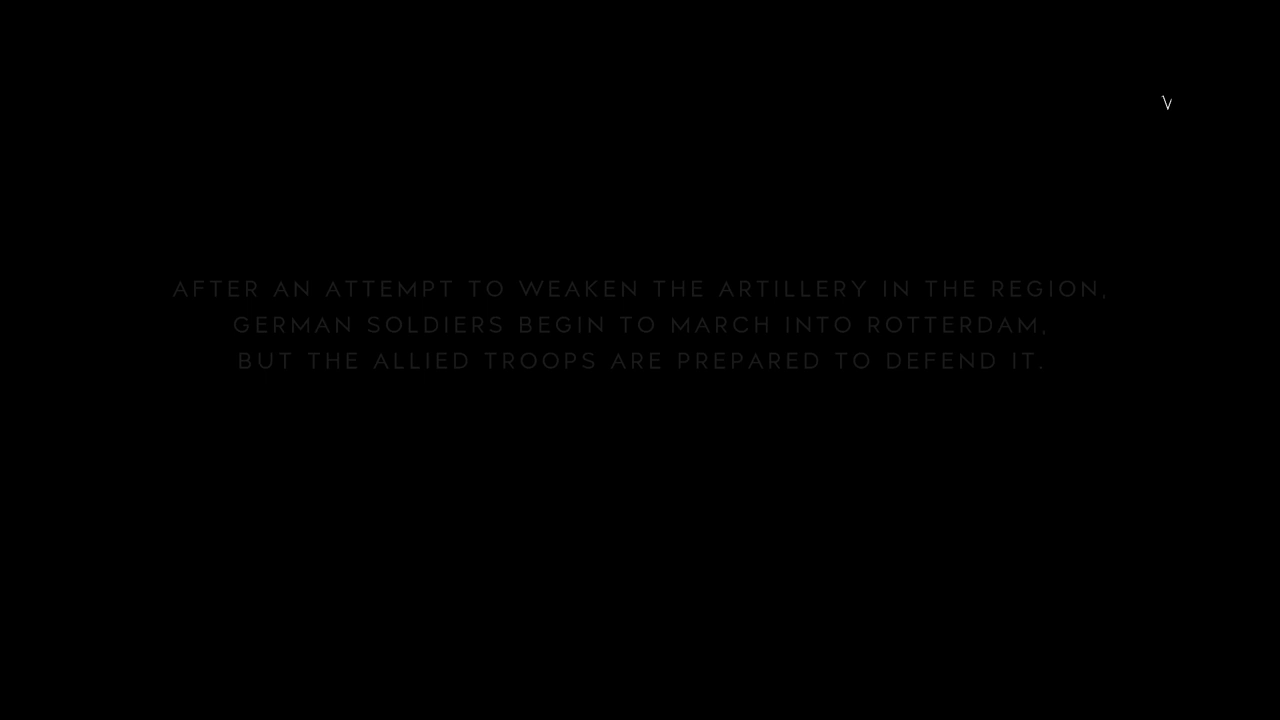 V
AFTER AN ATTEMPT TO WEAKEN THE ARTILLERY IN THE REGION,
GERMAN SOLDIERS BEGIN TO MARCH INTO ROTTERDAM,
BUT THE ALLIED TROOPS ARE PREPARED TO DEFEND IT.